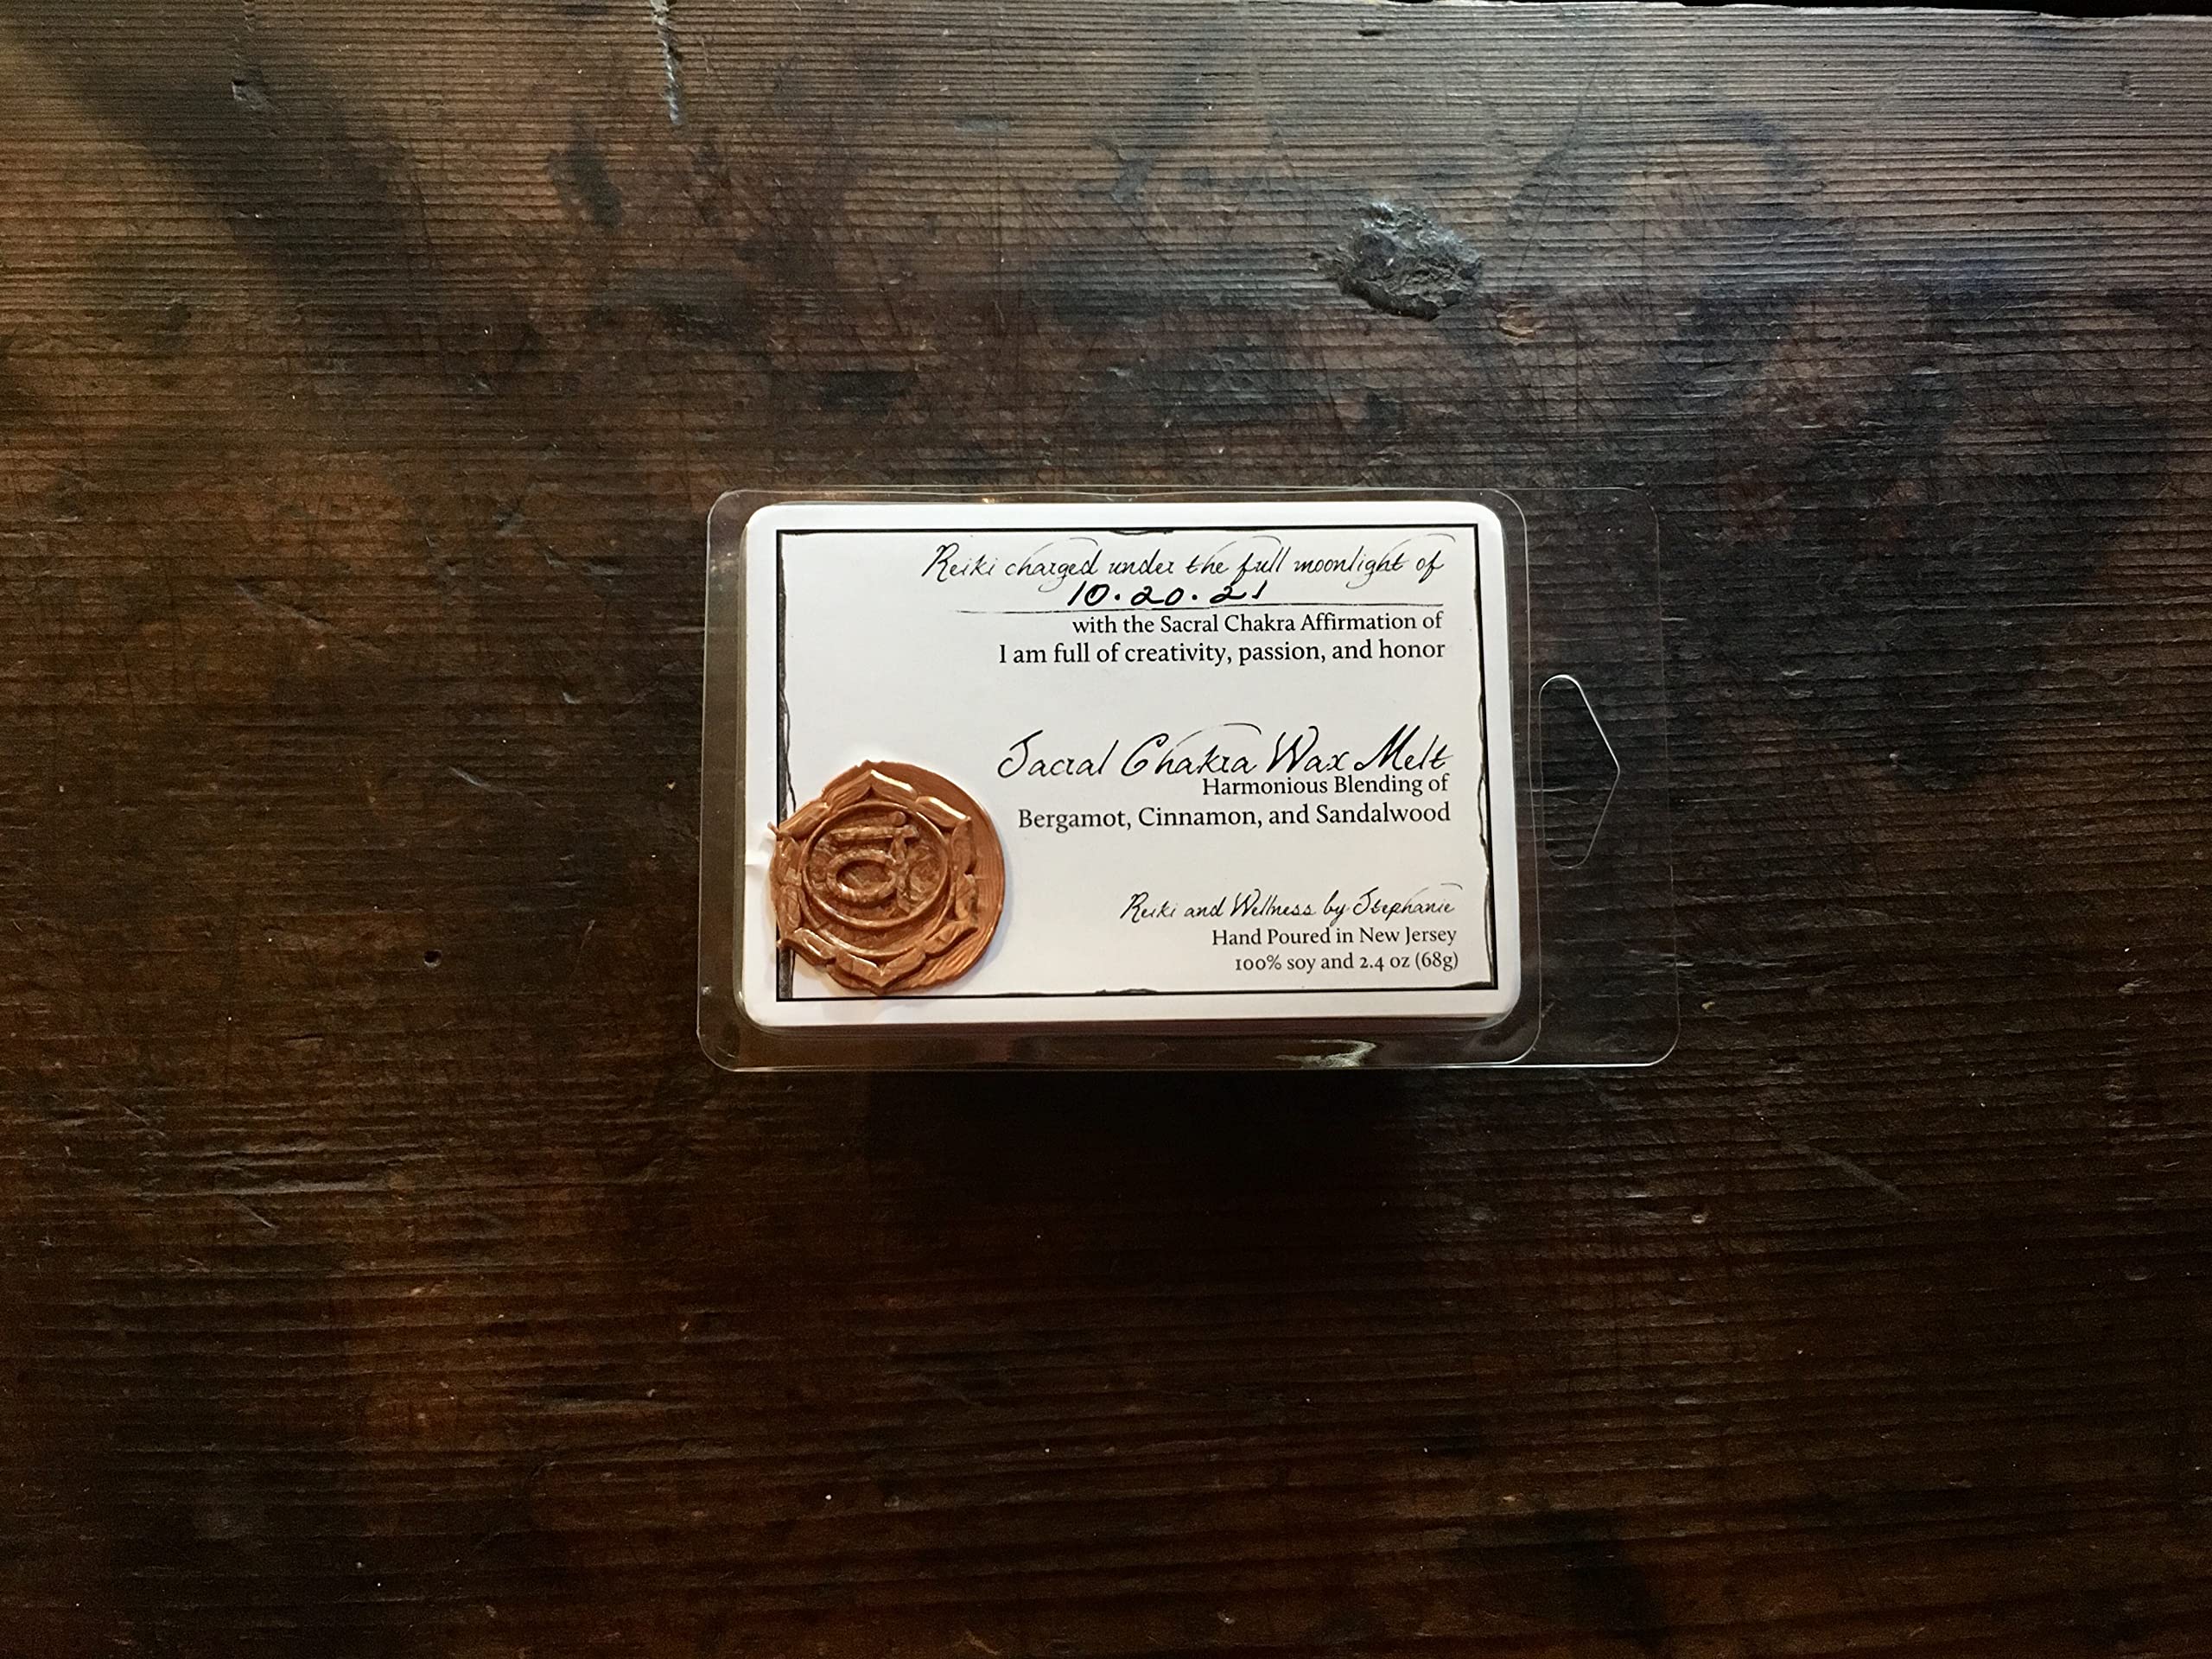 Reiki charged under the full moonlight of
10.20.21
with the Sacral Chakra Affirmation of
I am full of creativity, passion, and honor
Sacral Chakra Wax Melt
Harmonious Blending of
Bergamot, Cinnamon, and Sandalwood
वं
Reiki and Wellness by Stephanie
Hand Poured in New Jersey
100% soy and 2.4 oz (68g)